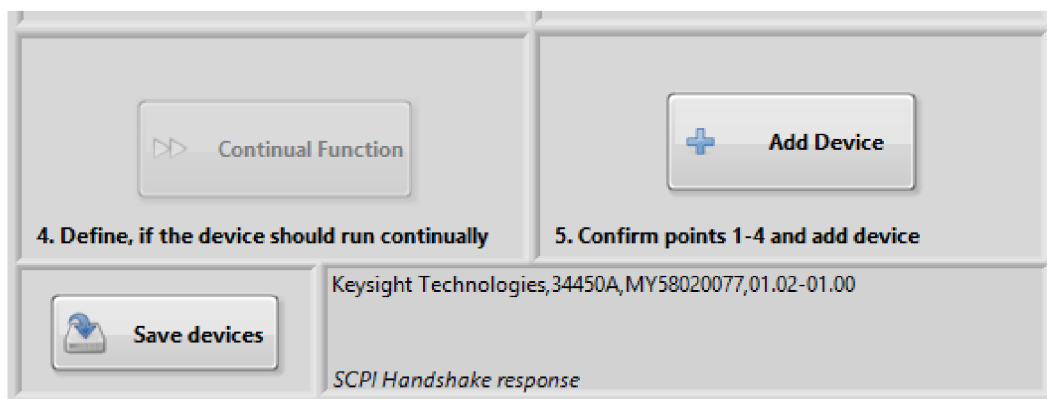 Continual Function
4. Define, if the device should run continually
Add Device
5. Confirm points 1-4 and add device
Save devices
Keysight Technologies,34450A,MY58020077,01.02-01.00
SCPI Handshake response